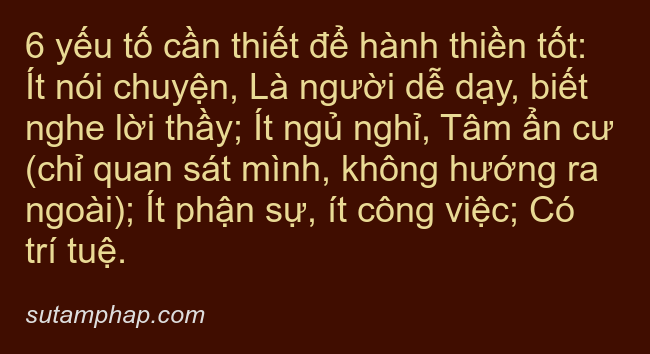 6 yếu tố cần thiết để hành thiền tốt:
Ít nói chuyện, Là người dễ dạy, biết
nghe lời thầy; Ít ngủ nghỉ, Tâm ẩn cư
(chỉ quan sát mình, không hướng ra
ngoài); Ít phận sự, ít công việc; Có
trí tuệ.
sutamphap.com